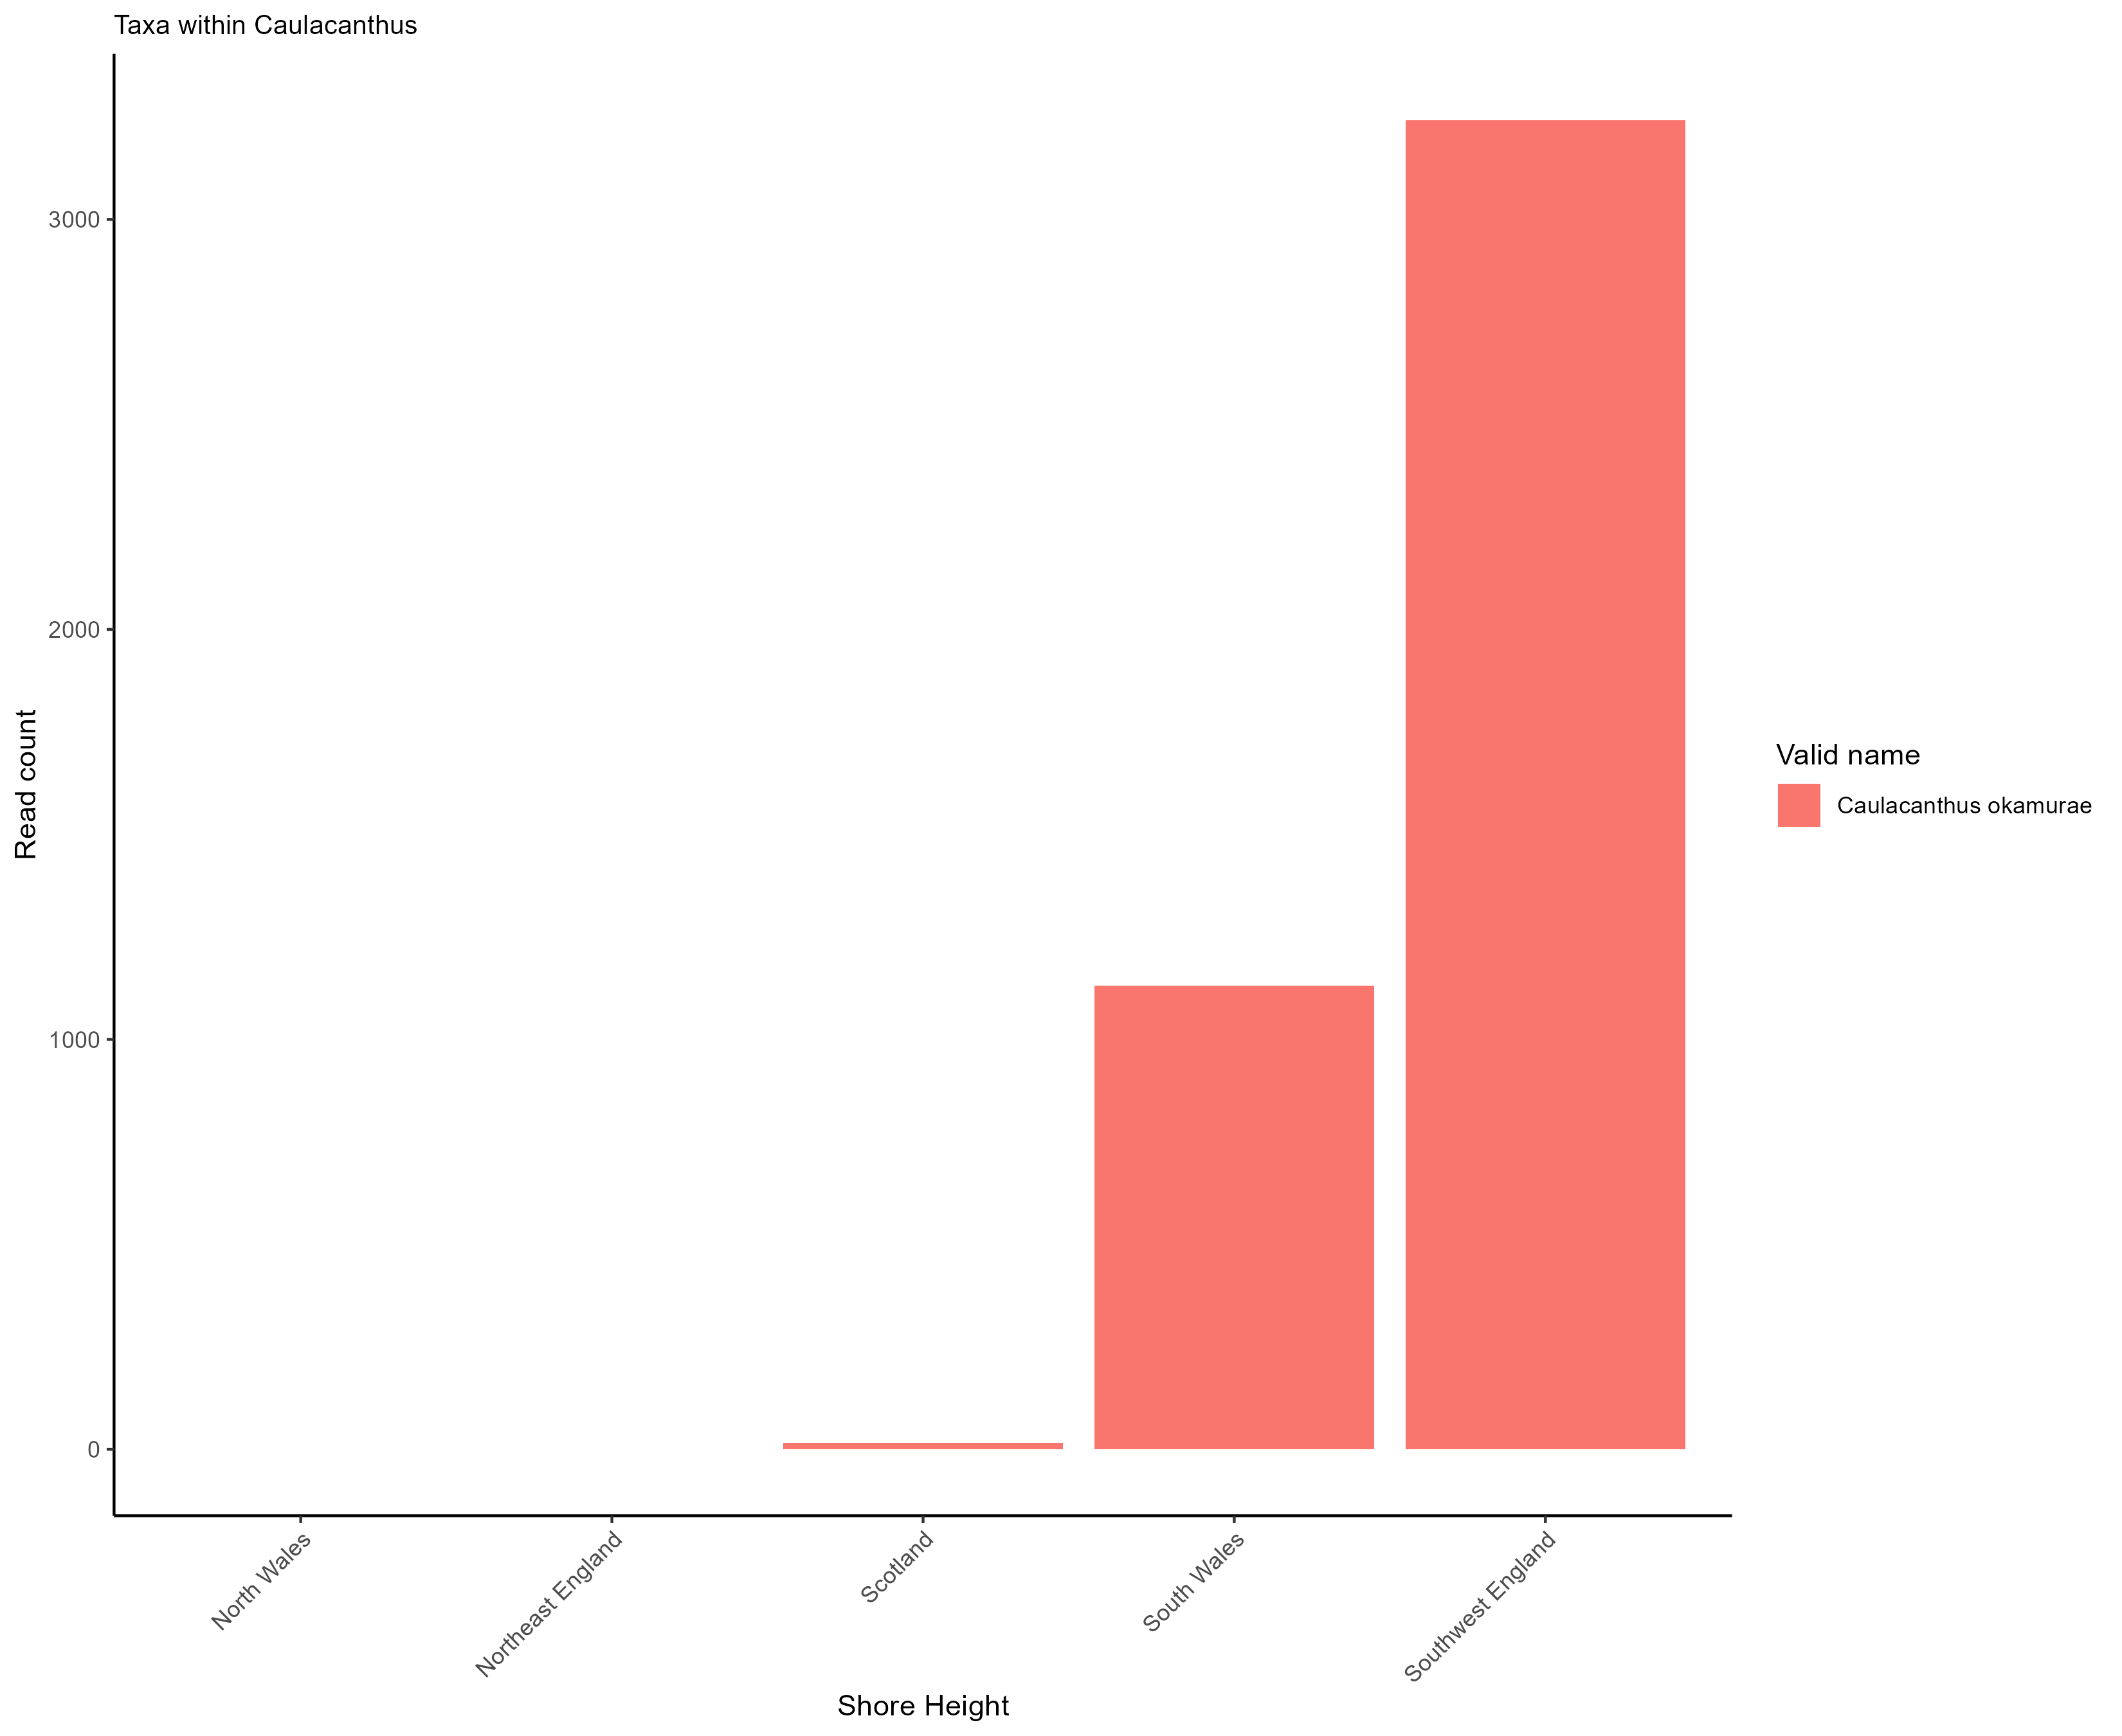 Taxa within Caulacanthus
3000
2000
1000
0
Read count
North Wales
Northeast England
Scotland
South Wales
Southwest England
Shore Height
Valid name
Caulacanthus okamurae